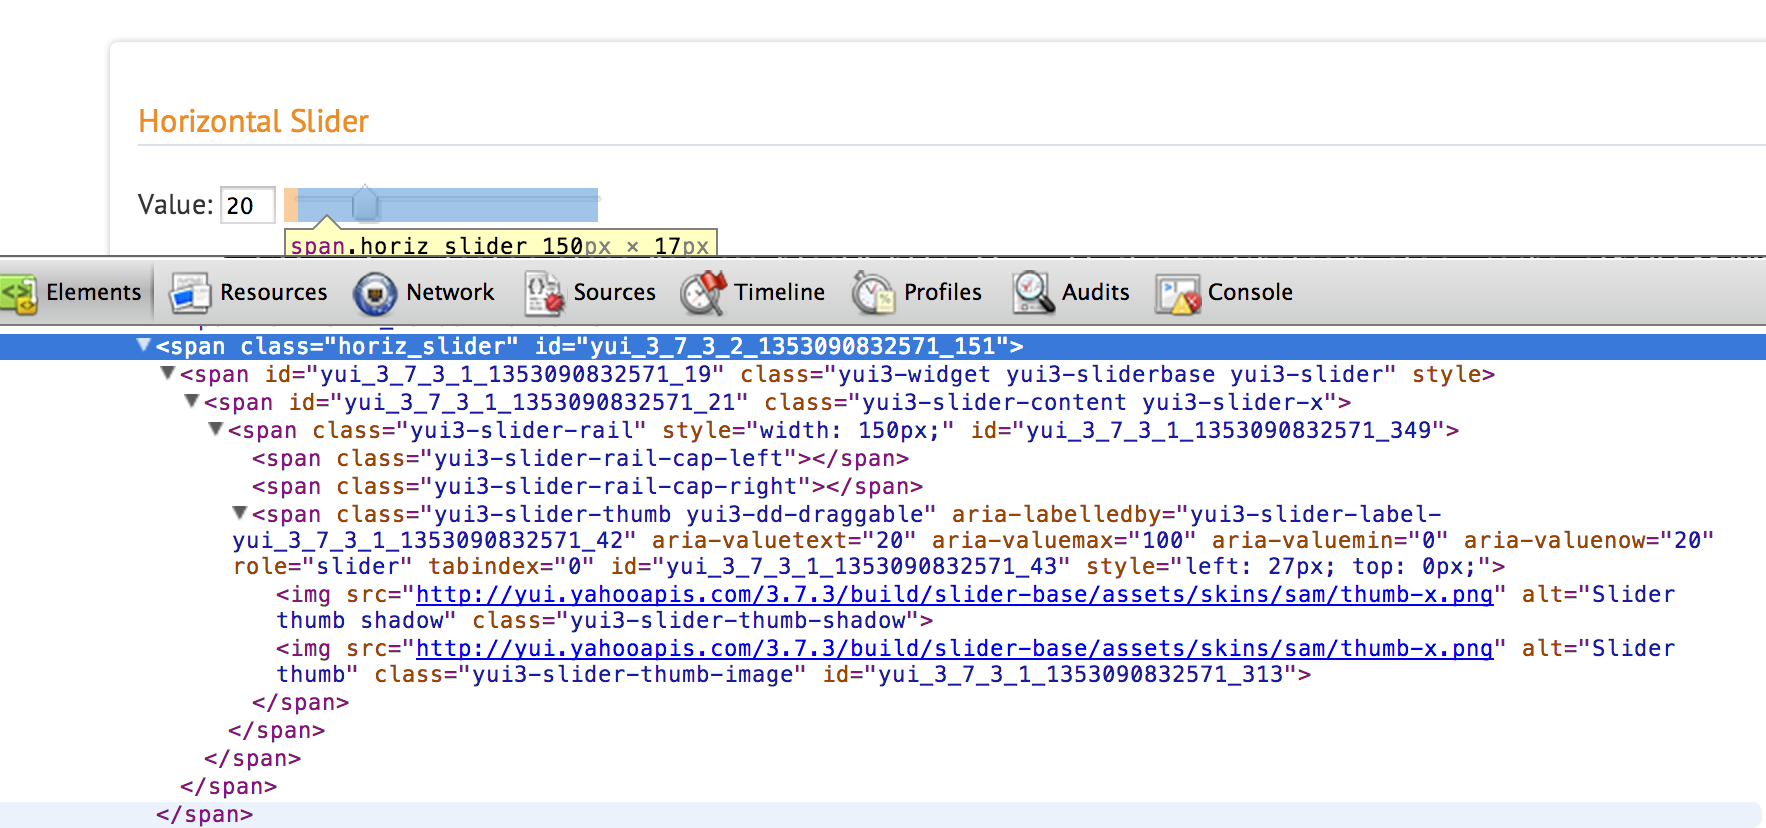 Horizontal Slider
Value: 20
span.horiz_slider 150px × 17px
Elements Resources Network Sources Timeline Profiles Audits Console
<span class="horiz_slider" id="yui_3_7_3_2_1353090832571_151">
<span id="yui_3_7_3_1_1353090832571_19" class="yui3-widget yui3-sliderbase yui3-slider" style>
<span id="yui_3_7_3_1_1353090832571_21" class="yui3-slider-content yui3-slider-x">
<span class="yui3-slider-rail" style="width: 150px;" id="yui_3_7_3_1_1353090832571_349">
<span class="yui3-slider-rail-cap-left"></span>
<span class="yui3-slider-rail-cap-right"></span>
<span class="yui3-slider-thumb yui3-dd-draggable" aria-labelledby="yui3-slider-label-
yui_3_7_3_1_1353090832571_42" aria-valuetext="20" aria-valuemax="100" aria-valuemin="0" aria-valuenow="20"
role="slider" tabindex="0" id="yui_3_7_3_1_1353090832571_43" style="left: 27px; top: 0px;">
<img src="http://yui.yahooapis.com/3.7.3/build/slider-base/assets/skins/sam/thumb-x.png" alt="Slider
thumb shadow" class="yui3-slider-thumb-shadow">
<img src="http://yui.yahooapis.com/3.7.3/build/slider-base/assets/skins/sam/thumb-x.png" alt="Slider
thumb" class="yui3-slider-thumb-image" id="yui_3_7_3_1_1353090832571_313">
</span>
</span>
</span>
</span>
</span>